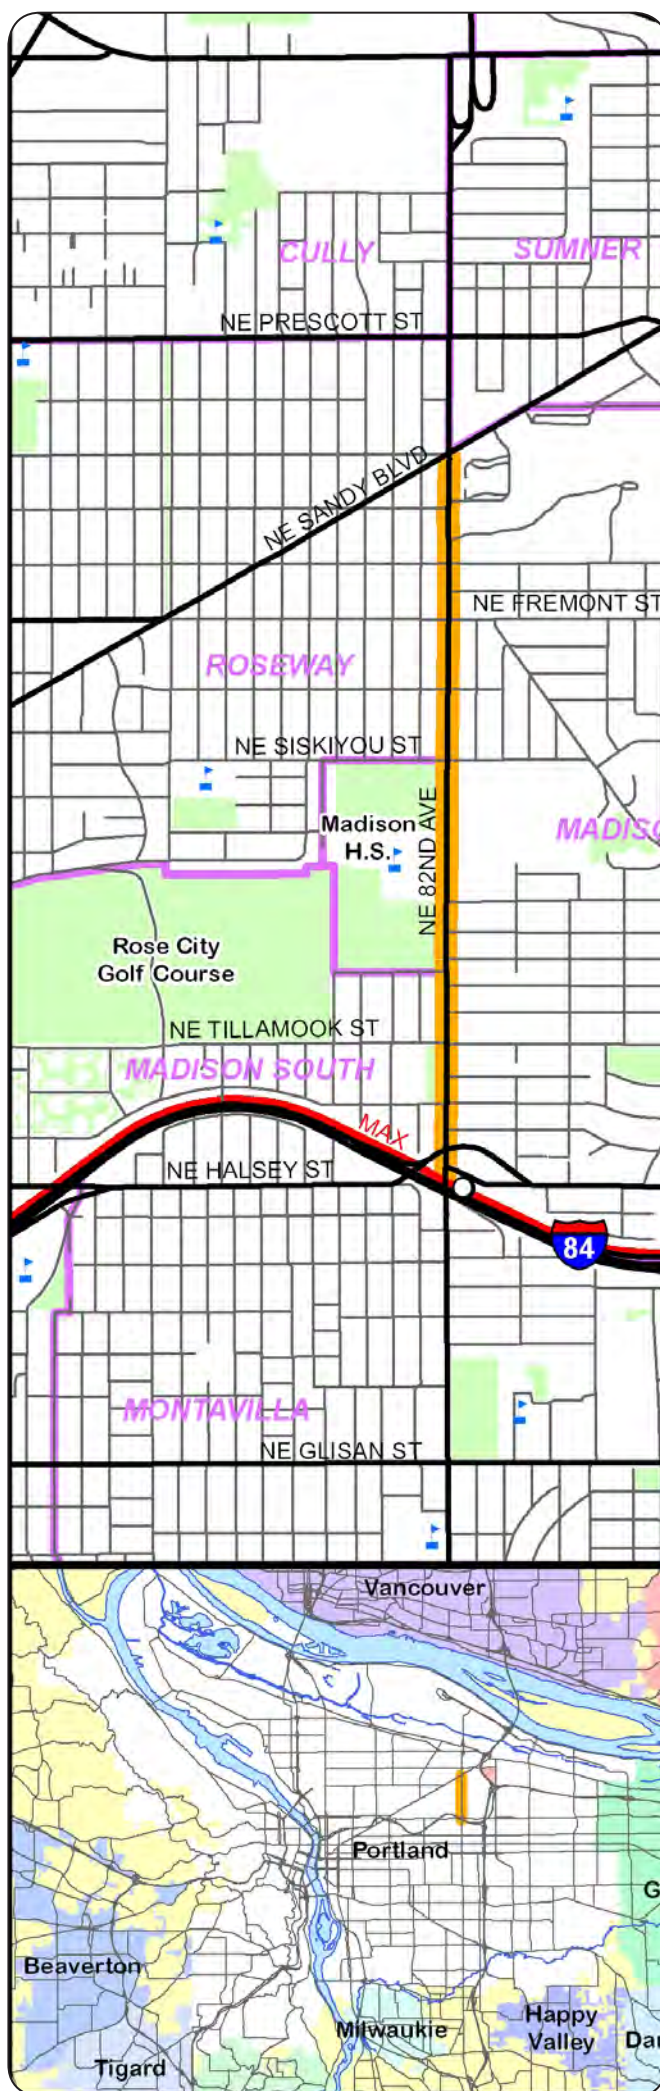 CULLY
SUMNER
NE PRESCOTT ST
NE SANDY BLVD
NE FREMONT ST
ROSEWAY
NE SISKIYOU ST
NE 82ND AVE
Madison
H.S.
MADISO
Rose City
Golf Course
NE TILLAMOOK ST
MADISON SOUTH
MAX
NE HALSEY ST
84
MONTAVILLA
NE GLISAN ST
Vancouver
Portland
G
Beaverton
Milwaukie
Happy
Valley
Dar
Tigard